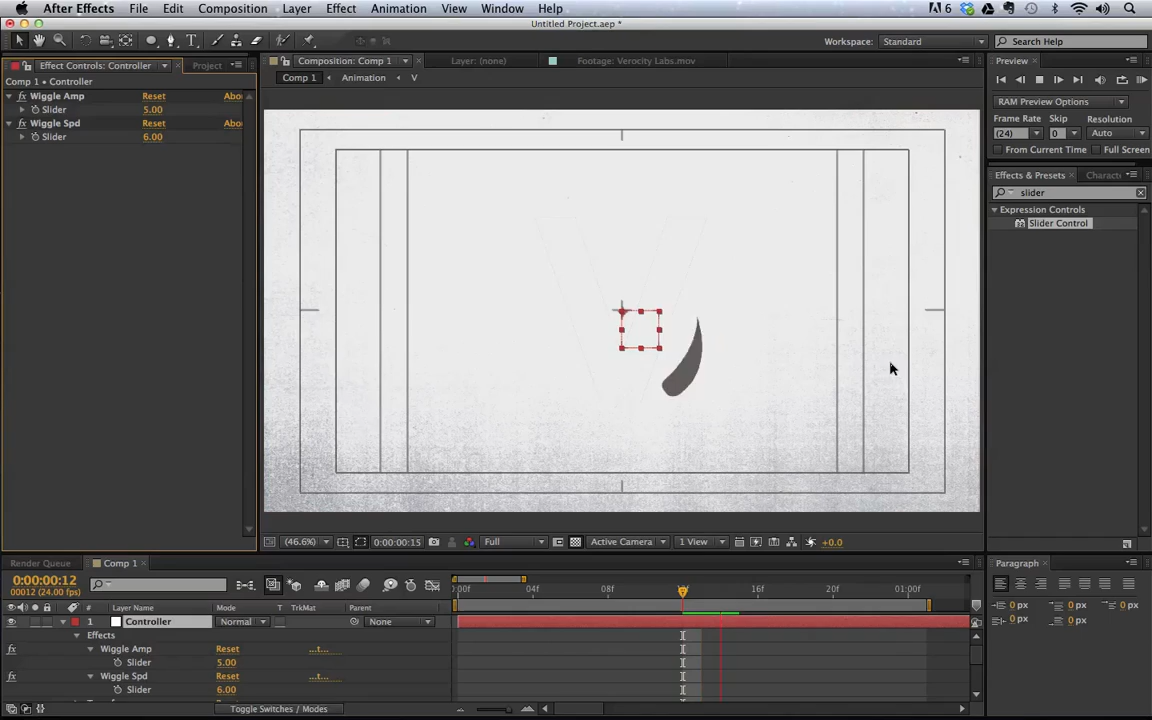 After Effects File Edit Composition Layer Effect Animation View Window Help 6
Untitled Project.aep *
Workspace: Standard Search Help
Effect Controls: Controller Project
Comp 1 • Controller
Wiggle Amp Reset Abo
Slider 5.00
Wiggle Spd Reset Abo
Slider 6.00
Composition: Comp 1 Layer: (none) Footage: Verocity Labs.mov
Comp 1 Animation V
Preview
RAM Preview Options
Frame Rate Skip Resolution
(24) 0 Auto
From Current Time Full Screen
Effects & Presets Charact
slider
Expression Controls
Slider Control
(46.6%) 0:00:00:15 Full Active Camera 1 View +0.0
Render Queue Comp 1
0:00:00:12
00012 (24.00 fps)
# Layer Name Mode T TrkMat Parent
1 Controller Normal None
Effects
Wiggle Amp Reset ...t...
Slider 5.00
Wiggle Spd Reset ...t...
Slider 6.00
Toggle Switches / Modes
:00f 04f 08f 12f 16f 20f 01:00f
Paragraph
0 px 0 px 0 px
0 px 0 px